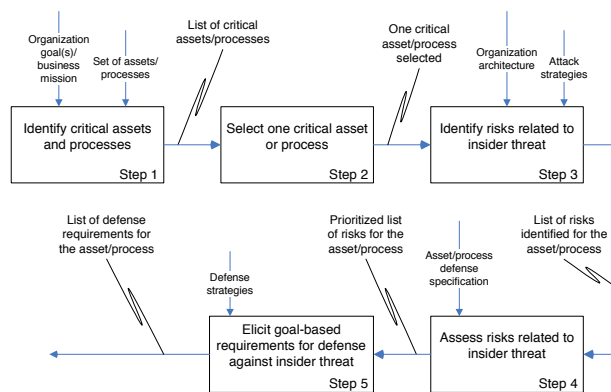 Organization
goal(s)/
business
mission
Set of assets/
processes
List of critical
assets/processes
One critical
asset/process
selected
Organization
architecture
Attack
strategies
Identify critical assets
and processes
Step 1
Select one critical asset
or process
Step 2
Identify risks related to
insider threat
Step 3
List of defense
requirements for
the asset/process
Defense
strategies
Prioritized list
of risks for the
asset/process
Asset/process
defense
specification
List of risks
identified for the
asset/process
Elicit goal-based
requirements for defense
against insider threat
Step 5
Assess risks related to
insider threat
Step 4